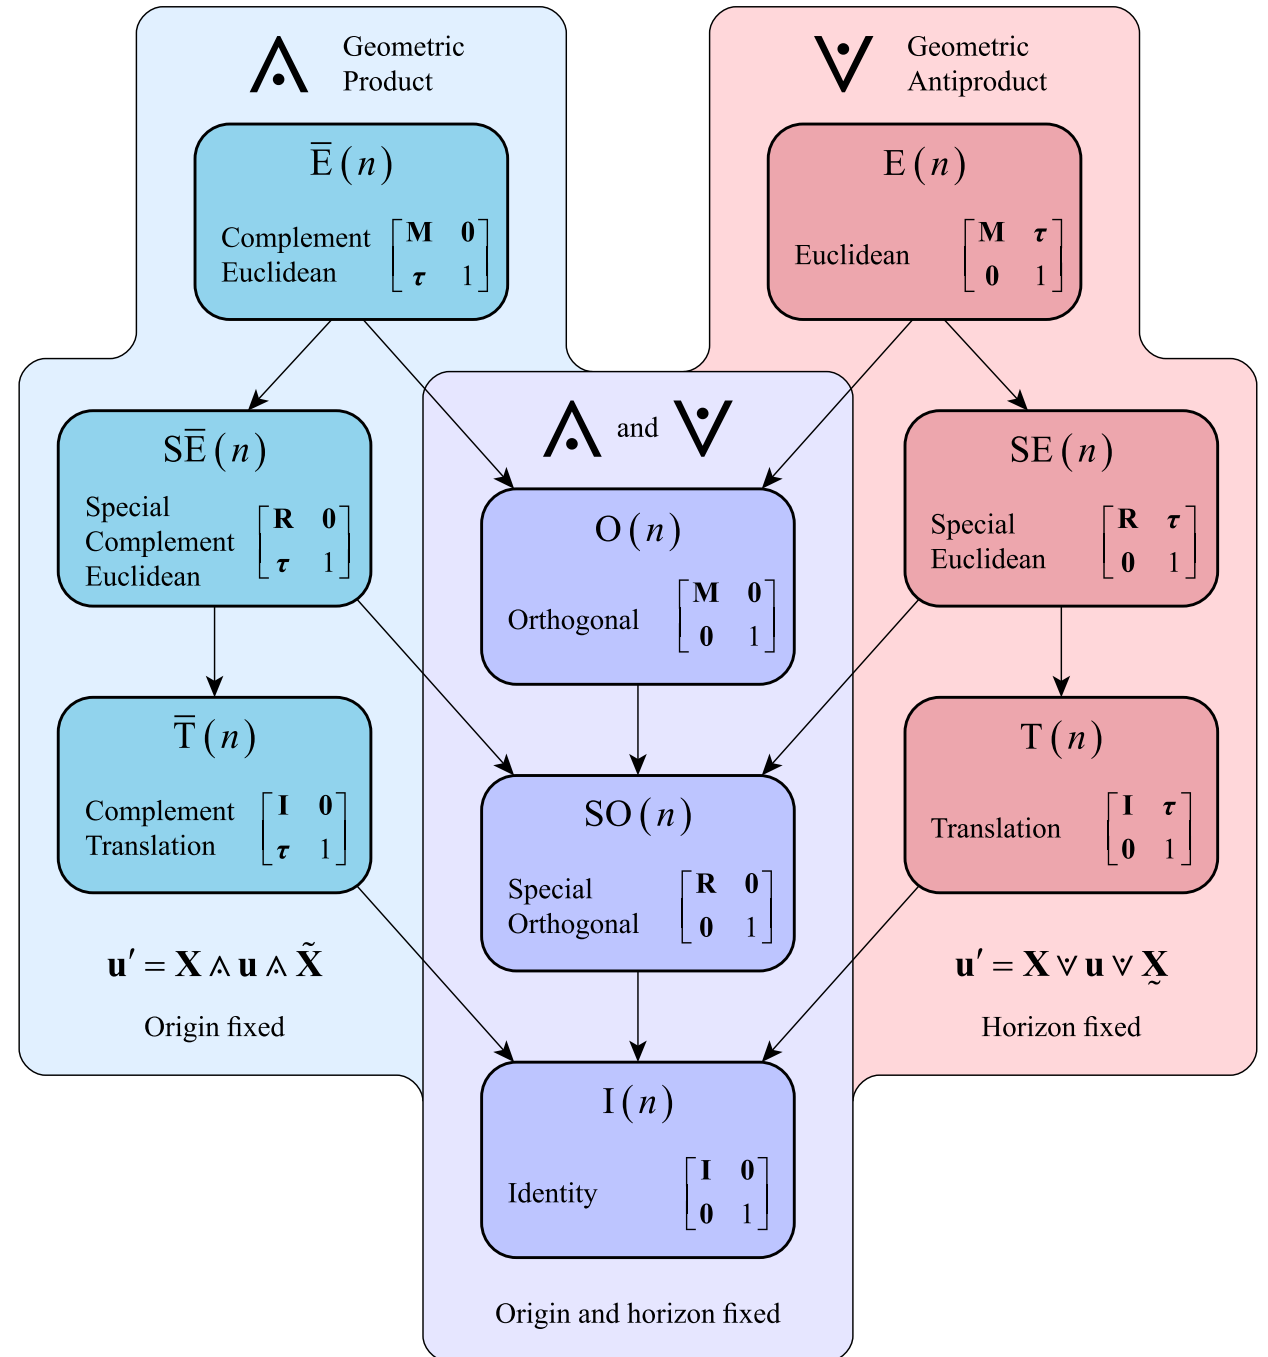 ⟑ Geometric
Product
⟇ Geometric
Antiproduct
E̅(n)
Complement
Euclidean
[M 0
τ 1]
E(n)
Euclidean
[M τ
0 1]
SE̅(n)
Special
Complement
Euclidean
[R 0
τ 1]
⟑ and ⟇
O(n)
Orthogonal
[M 0
0 1]
SE(n)
Special
Euclidean
[R τ
0 1]
T̅(n)
Complement
Translation
[I 0
τ 1]
SO(n)
Special
Orthogonal
[R 0
0 1]
T(n)
Translation
[I τ
0 1]
u′ = X ⟑ u ⟑ X̃
Origin fixed
u′ = X ⟇ u ⟇ X̰
Horizon fixed
I(n)
Identity
[I 0
0 1]
Origin and horizon fixed